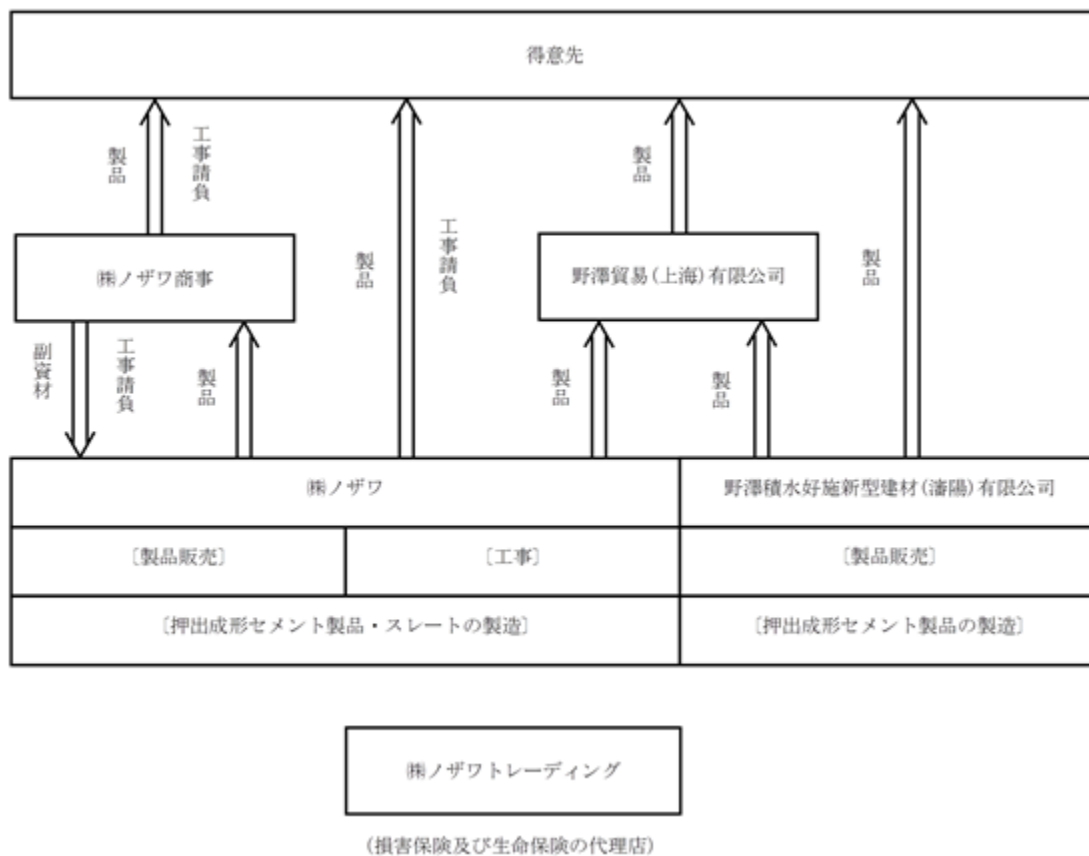 得意先
製品
工事請負
製品
工事請負
製品
製品
㈱ノザワ商事
野澤貿易(上海)有限公司
副資材
工事請負
製品
製品
製品
㈱ノザワ
野澤積水好施新型建材(瀋陽)有限公司
〔製品販売〕
〔工事〕
〔製品販売〕
〔押出成形セメント製品・スレートの製造〕
〔押出成形セメント製品の製造〕
㈱ノザワトレーディング
(損害保険及び生命保険の代理店)